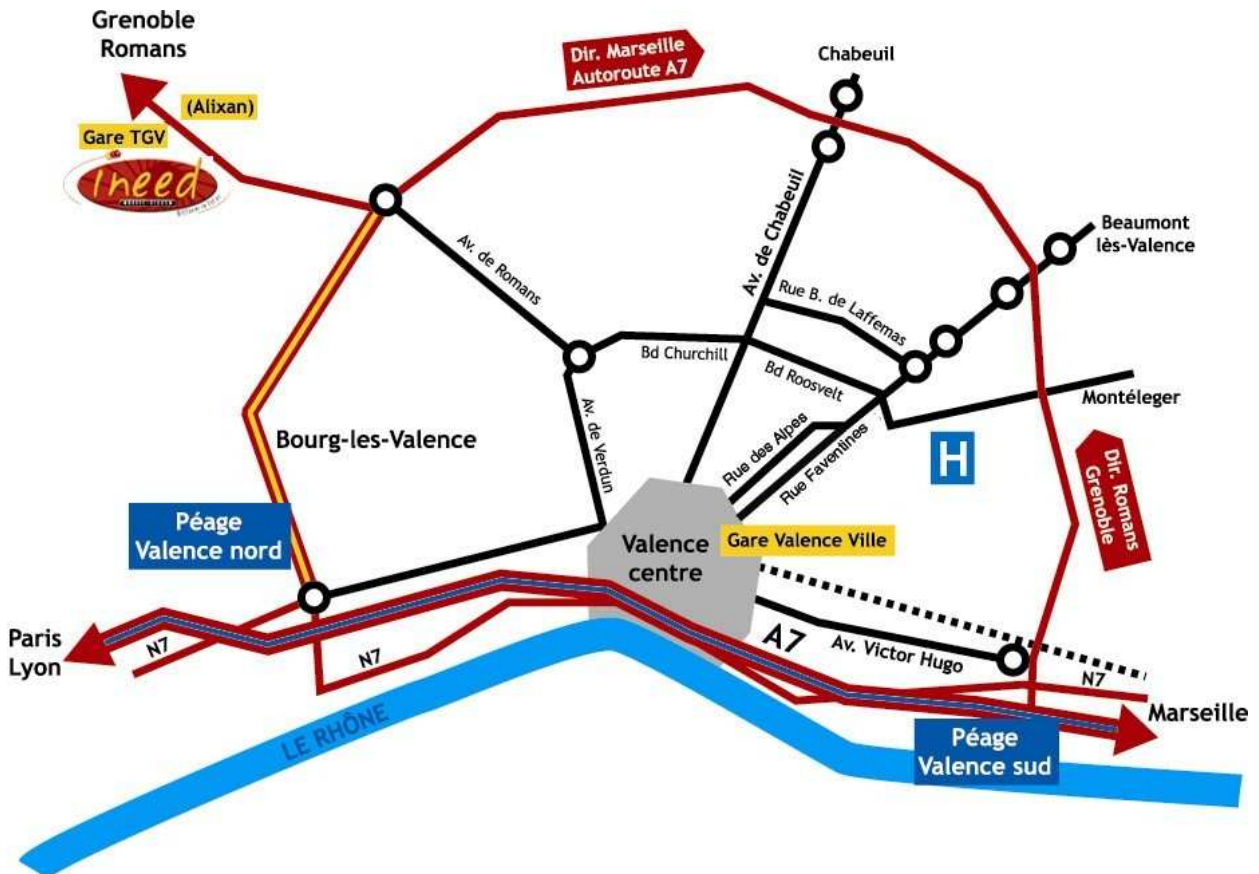 Grenoble
Romans
(Alixan)
Gare TGV
Ineed
Dir. Marseille
Autoroute A7
Chabeuil
Av. de Chabeuil
Beaumont
lès-Valence
Av. de Romans
Rue B. de Laffemas
Bd Churchill
Bd Roosvelt
Montéleger
Av. de Verdun
Bourg-les-Valence
Rue des Alpes
Rue Faventines
H
Dir. Romans
Grenoble
Péage
Valence nord
Valence
centre
Gare Valence Ville
Paris
Lyon
N7
N7
A7
Av. Victor Hugo
N7
Marseille
LE RHÔNE
Péage
Valence sud